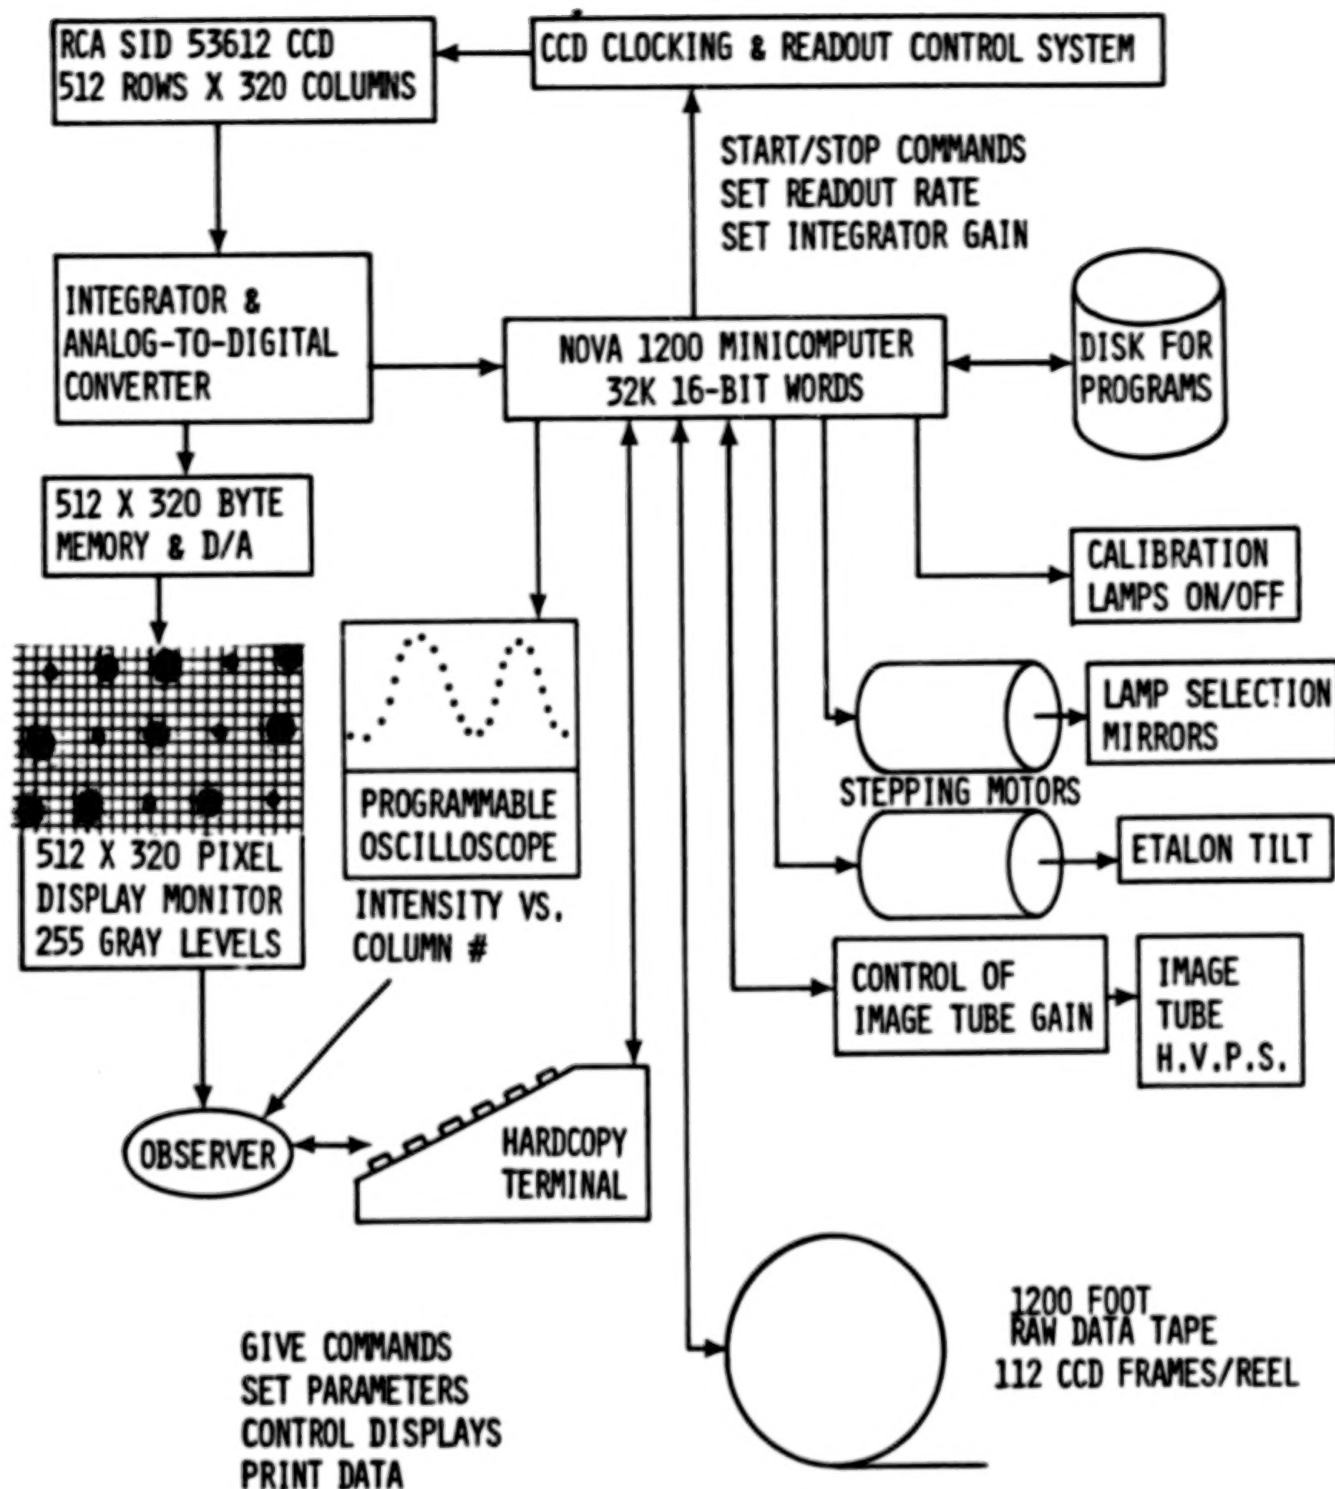 RCA SID 53612 CCD
512 ROWS X 320 COLUMNS
CCD CLOCKING & READOUT CONTROL SYSTEM
START/STOP COMMANDS
SET READOUT RATE
SET INTEGRATOR GAIN
INTEGRATOR &
ANALOG-TO-DIGITAL
CONVERTER
NOVA 1200 MINICOMPUTER
32K 16-BIT WORDS
DISK FOR
PROGRAMS
512 X 320 BYTE
MEMORY & D/A
CALIBRATION
LAMPS ON/OFF
LAMP SELECTION
MIRRORS
STEPPING MOTORS
PROGRAMMABLE
OSCILLOSCOPE
ETALON TILT
512 X 320 PIXEL
DISPLAY MONITOR
255 GRAY LEVELS
INTENSITY VS.
COLUMN #
CONTROL OF
IMAGE TUBE GAIN
IMAGE
TUBE
H.V.P.S.
OBSERVER
HARDCOPY
TERMINAL
1200 FOOT
RAW DATA TAPE
112 CCD FRAMES/REEL
GIVE COMMANDS
SET PARAMETERS
CONTROL DISPLAYS
PRINT DATA